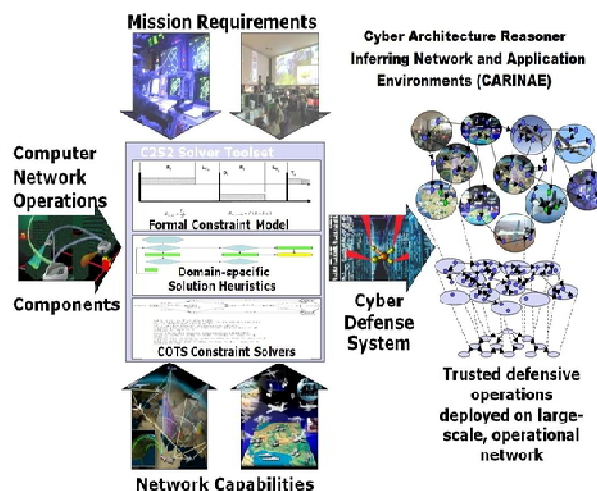 Mission Requirements
Cyber Architecture Reasoner
Inferring Network and Application
Environments (CARINAE)
Computer
Network
Operations
Components
C2S2 Solver Toolset
Formal Constraint Model
Domain-specific
Solution Heuristics
COTS Constraint Solvers
Cyber
Defense
System
Trusted defensive
operations
deployed on large-
scale, operational
network
Network Capabilities